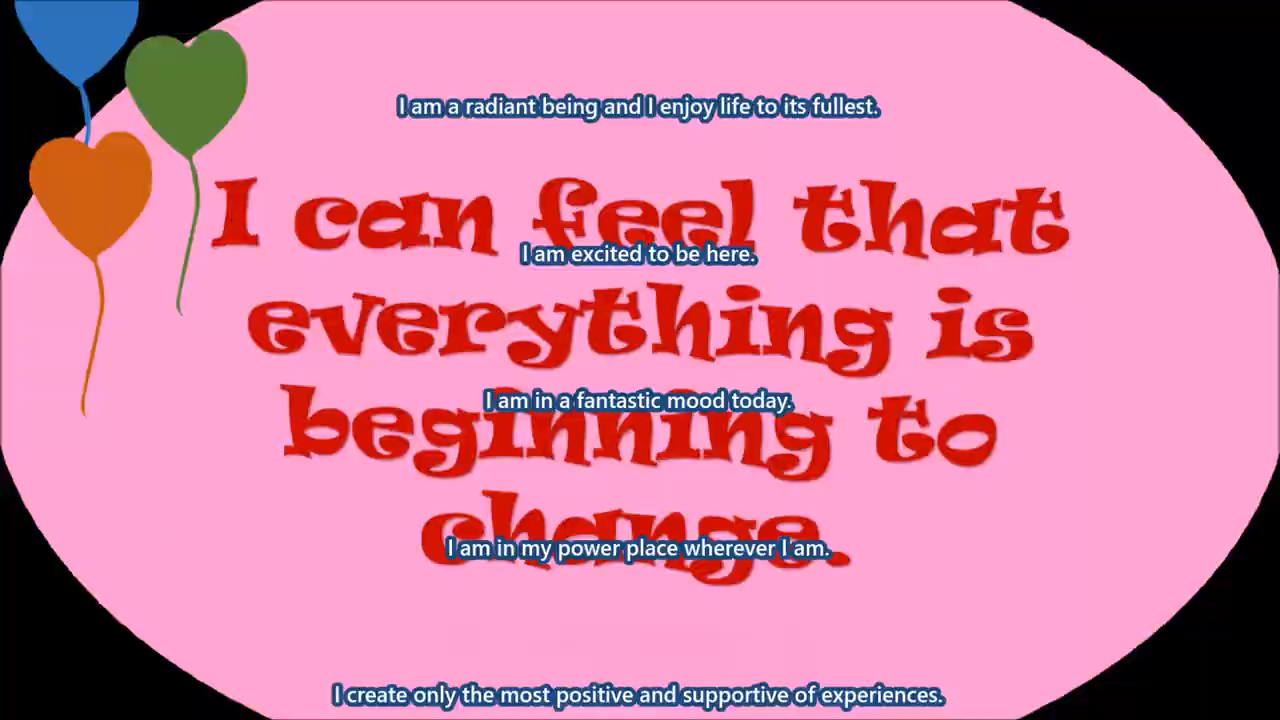 I am a radiant being and I enjoy life to its fullest.
I can feel that
I am excited to be here.
everything is
I am in a fantastic mood today.
beginning to
change.
I am in my power place wherever I am.
I create only the most positive and supportive of experiences.